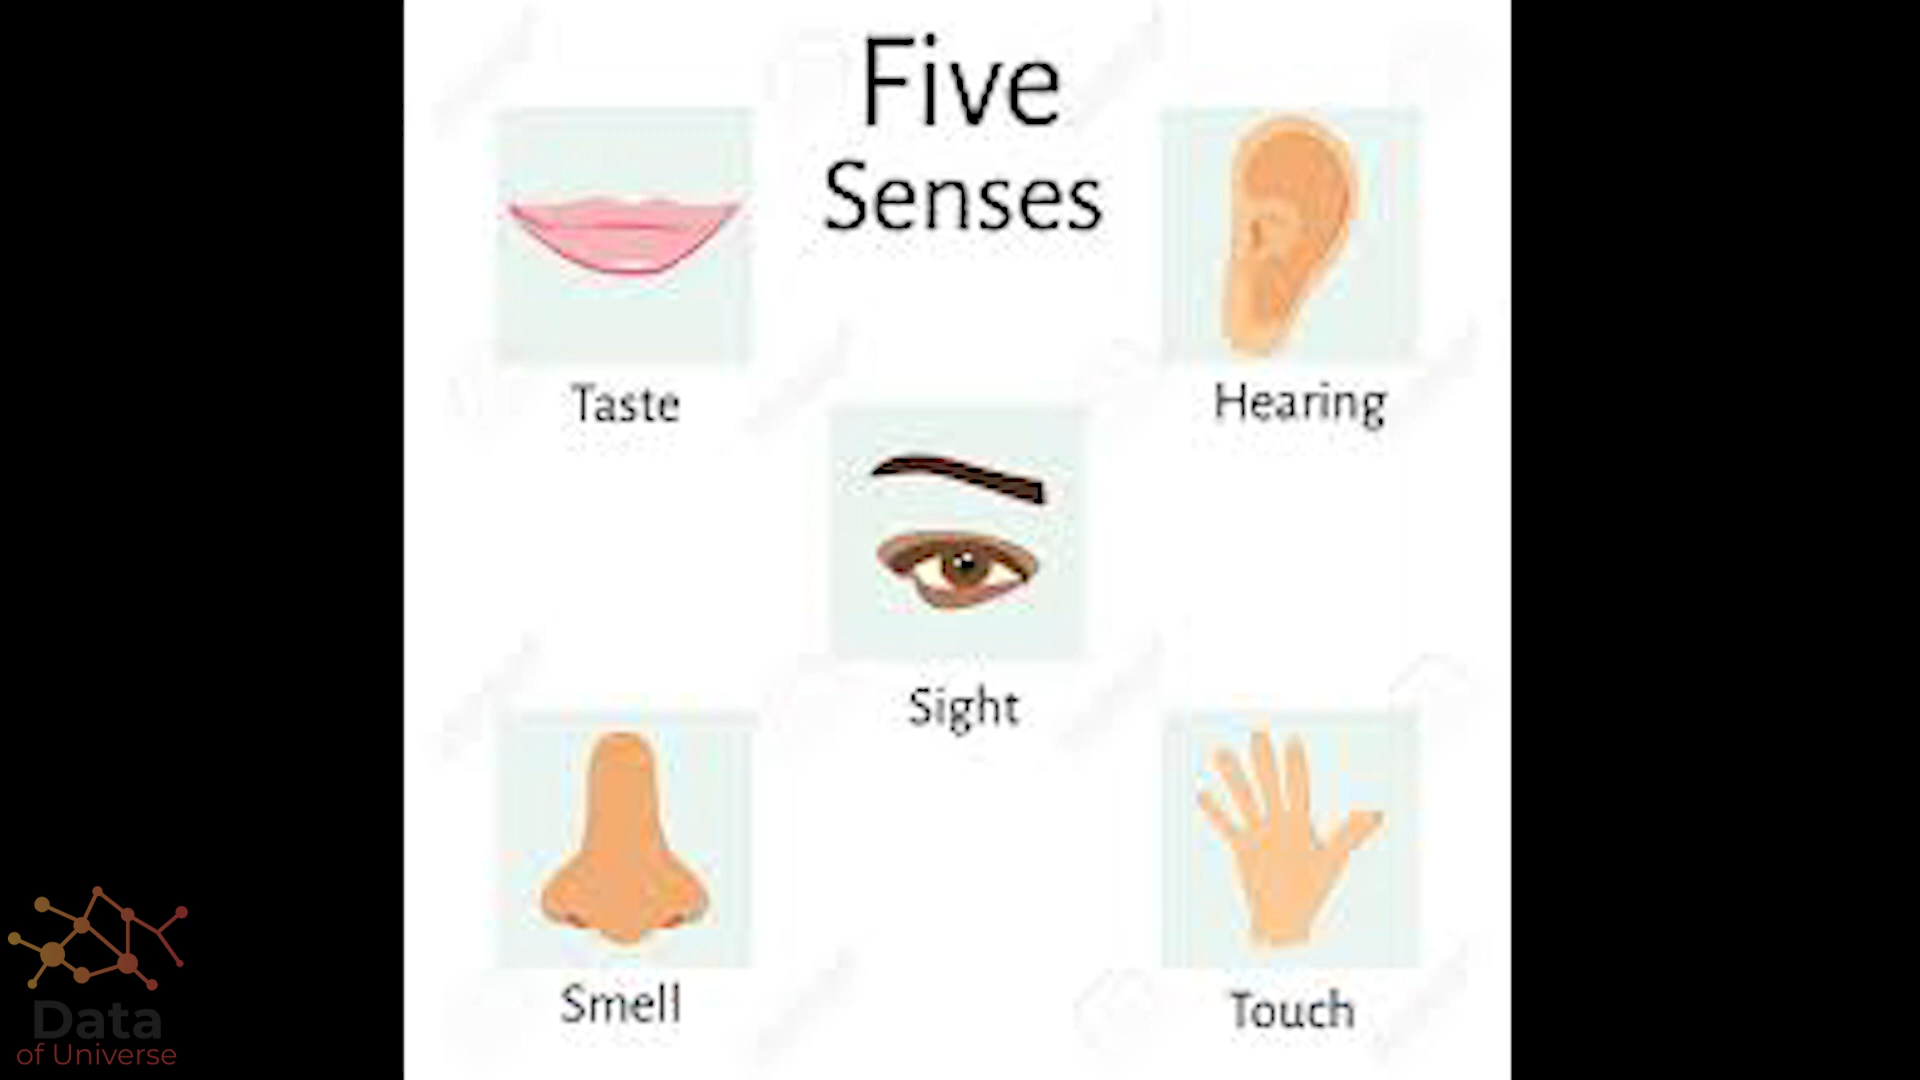 Five
Senses
Taste
Hearing
Sight
Smell
Touch
Data
of Universe